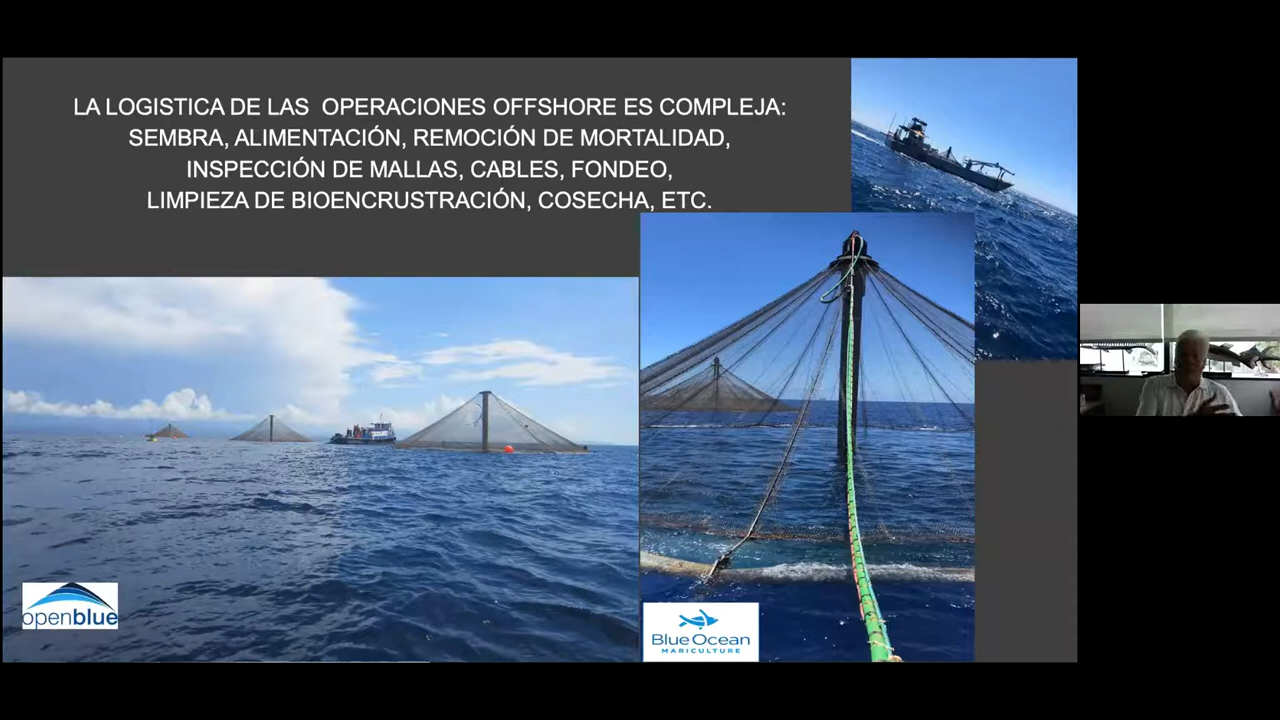 LA LOGISTICA DE LAS OPERACIONES OFFSHORE ES COMPLEJA:
SEMBRA, ALIMENTACIÓN, REMOCIÓN DE MORTALIDAD,
INSPECCIÓN DE MALLAS, CABLES, FONDEO,
LIMPIEZA DE BIOENCRUSTRACIÓN, COSECHA, ETC.
openblue
Blue Ocean
MARICULTURE